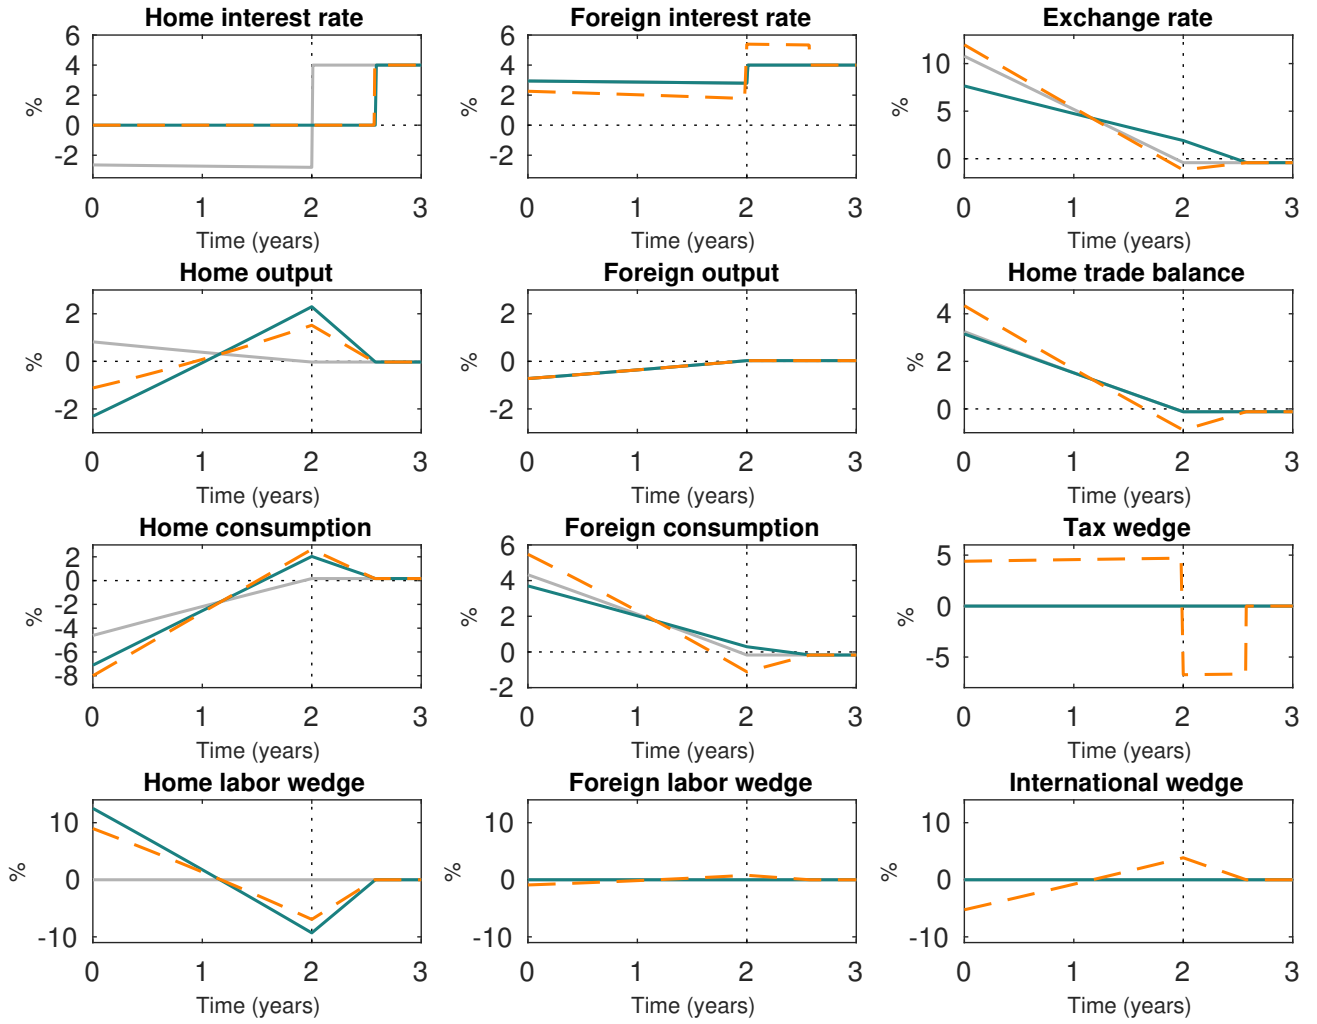 Home interest rate
6
4
2
0
-2
%
0 1 2 3
Time (years)
Foreign interest rate
6
4
2
0
-2
%
0 1 2 3
Time (years)
Exchange rate
10
5
0
%
0 1 2 3
Time (years)
Home output
2
0
-2
%
0 1 2 3
Time (years)
Foreign output
2
0
-2
%
0 1 2 3
Time (years)
Home trade balance
4
2
0
%
0 1 2 3
Time (years)
Home consumption
2
0
-2
-4
-6
-8
%
0 1 2 3
Time (years)
Foreign consumption
6
4
2
0
-2
%
0 1 2 3
Time (years)
Tax wedge
5
0
-5
%
0 1 2 3
Time (years)
Home labor wedge
10
0
-10
%
0 1 2 3
Time (years)
Foreign labor wedge
10
0
-10
%
0 1 2 3
Time (years)
International wedge
10
0
-10
%
0 1 2 3
Time (years)